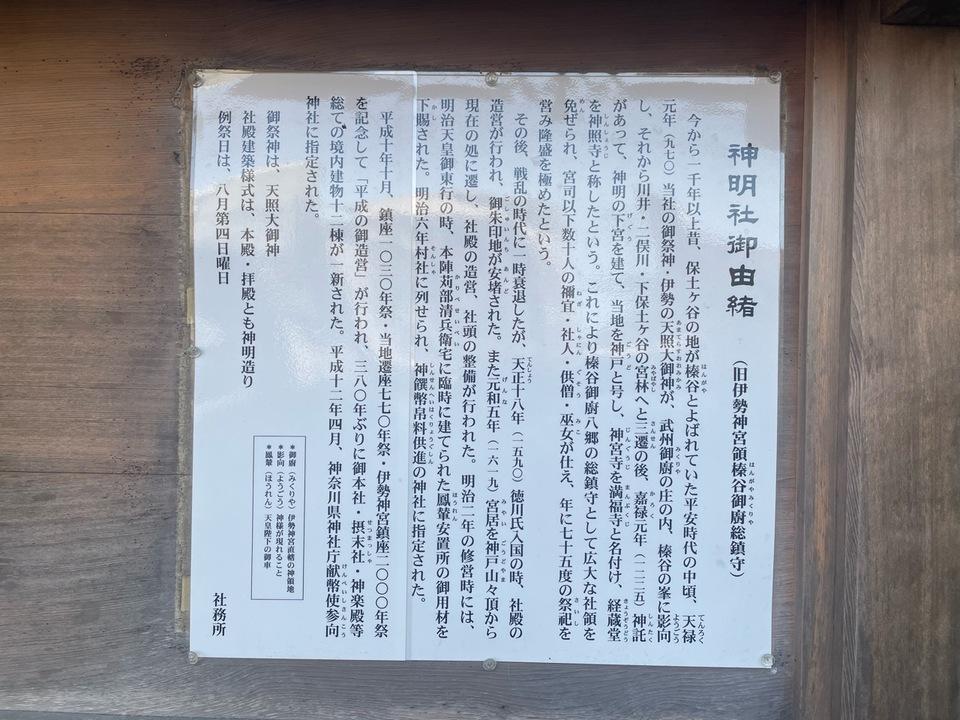 神明社御由緒
（旧伊勢神宮領榛谷御厨総鎮守）
今から一千年以上昔、保土ヶ谷の地が榛谷とよばれていた平安時代の中頃、天禄
元年（九七〇）当社の御祭神・伊勢の天照大御神が、武州御厨の庄の内、榛谷の峯に影向
し、それから川井・二俣川・下保土ヶ谷の宮林へと三遷の後、嘉禄元年（一二二五）神託
があって、神明の下宮を建て、当地を神戸と号し、神宮寺を満福寺と名付け、経蔵堂
を神照寺と称したという。これにより榛谷御厨八郷の総鎮守として広大な社領を
免ぜられ、宮司以下数十人の禰宜・社人・供僧・巫女が仕え、年に七十五度の祭祀を
営み隆盛を極めたという。
その後、戦乱の時代に一時衰退したが、天正十八年（一五九〇）徳川氏入国の時、社殿の
造営が行われ、御朱印地が安堵された。また元和五年（一六一九）宮居を神戸山々頂から
現在の処に遷し、社殿の造営、社頭の整備が行われた。明治二年の修営時には、
明治天皇御東行の時、本陣苅部清兵衛宅に臨時に建てられた鳳輦安置所の御用材を
下賜された。明治六年村社に列せられ、神饌幣帛料供進の神社に指定された。
平成十年十月、鎮座一〇三〇年祭・当地遷座七七〇年祭・伊勢神宮鎮座二〇〇〇年祭
を記念して「平成の御造営」が行われ、三八〇年ぶりに御本社・摂末社・神楽殿等
総ての境内建物十二棟が一新された。平成十二年四月、神奈川県神社庁献幣使参向
神社に指定された。
御祭神は、天照大御神
社殿建築様式は、本殿・拝殿とも神明造り
例祭日は、八月第四日曜日
＊御廚（みくりや）伊勢神宮直轄の神領地
＊影向（ようごう）神様が現れること
＊鳳輦（ほうれん）天皇陛下の御車
社務所